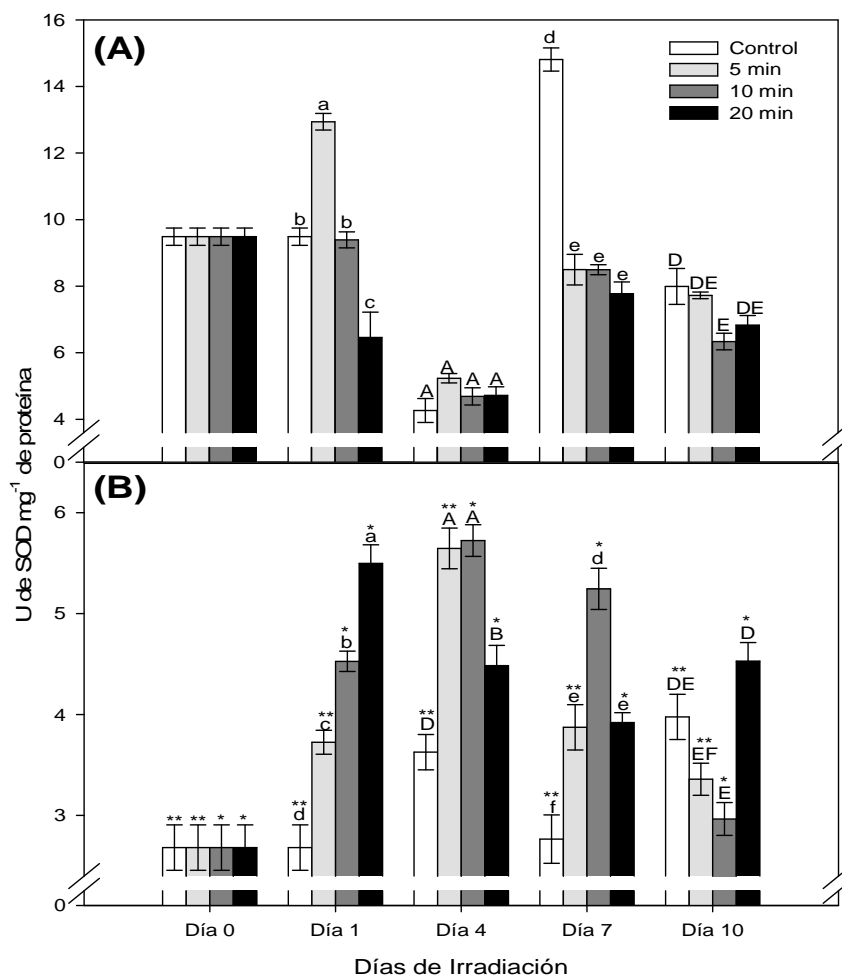 (A)
16
14
12
10
8
6
4
0
Control
5 min
10 min
20 min
b
a
b
c
A
A
A
A
d
e
e
e
D
DE
E
DE
U de SOD mg-1 de proteína
(B)
6
5
4
3
0
**
**
*
*
**
d
**
c
*
b
*
a
**
D
**
A
*
A
*
B
**
f
**
e
*
d
*
e
**
DE
**
EF
*
E
*
D
Día 0
Día 1
Día 4
Día 7
Día 10
Días de Irradiación